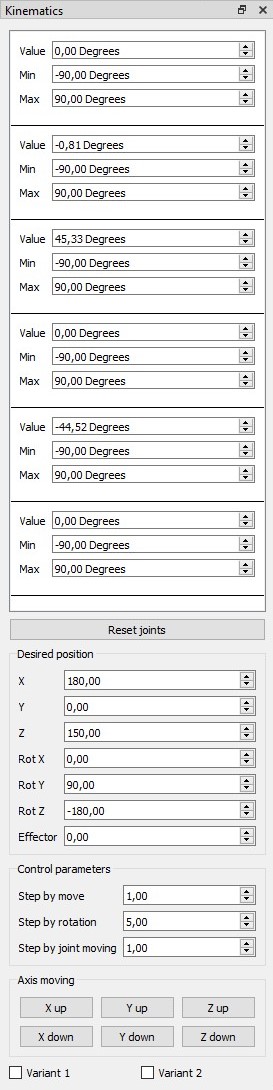 Kinematics
Value 0,00 Degrees
Min -90,00 Degrees
Max 90,00 Degrees
Value -0,81 Degrees
Min -90,00 Degrees
Max 90,00 Degrees
Value 45,33 Degrees
Min -90,00 Degrees
Max 90,00 Degrees
Value 0,00 Degrees
Min -90,00 Degrees
Max 90,00 Degrees
Value -44,52 Degrees
Min -90,00 Degrees
Max 90,00 Degrees
Value 0,00 Degrees
Min -90,00 Degrees
Max 90,00 Degrees
Reset joints
Desired position
X 180,00
Y 0,00
Z 150,00
Rot X 0,00
Rot Y 90,00
Rot Z -180,00
Effector 0,00
Control parameters
Step by move 1,00
Step by rotation 5,00
Step by joint moving 1,00
Axis moving
X up Y up Z up
X down Y down Z down
Variant 1 Variant 2